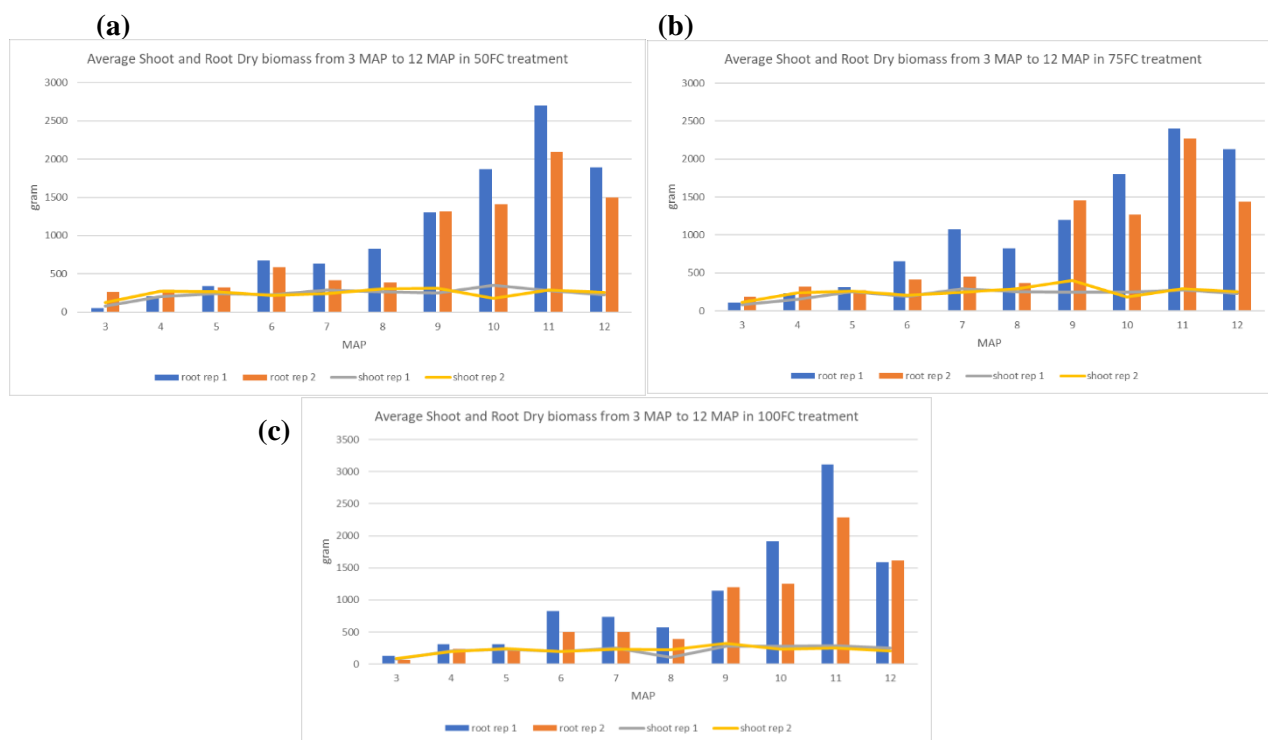 (a)
Average Shoot and Root Dry biomass from 3 MAP to 12 MAP in 50FC treatment
3000
2500
2000
1500
1000
500
0
gram
3 4 5 6 7 8 9 10 11 12
MAP
root rep 1 root rep 2 shoot rep 1 shoot rep 2
(b)
Average Shoot and Root Dry biomass from 3 MAP to 12 MAP in 75FC treatment
3000
2500
2000
1500
1000
500
0
gram
3 4 5 6 7 8 9 10 11 12
MAP
root rep 1 root rep 2 shoot rep 1 shoot rep 2
(c)
Average Shoot and Root Dry biomass from 3 MAP to 12 MAP in 100FC treatment
3500
3000
2500
2000
1500
1000
500
0
gram
3 4 5 6 7 8 9 10 11 12
MAP
root rep 1 root rep 2 shoot rep 1 shoot rep 2